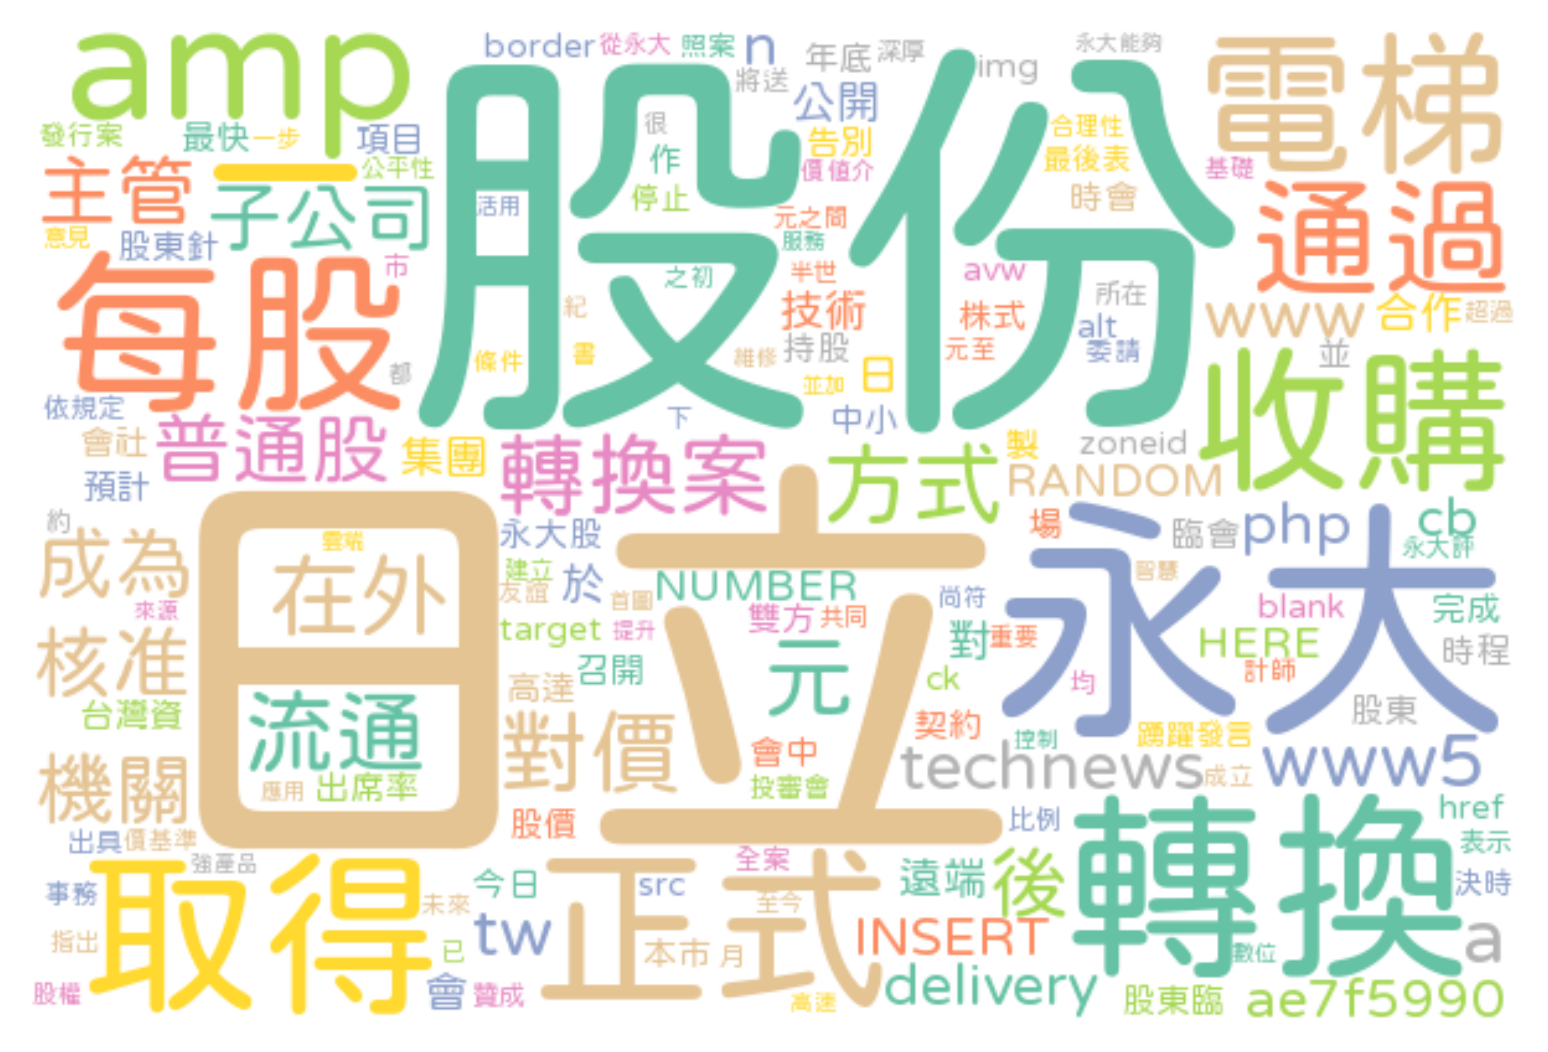 amp
border
從永大
照案
n
年底
深厚
永大能夠
電梯
將送
img
公開
股份
發行案
最快
一步
項目
很
告別
合理性
主管
一
公平性
作
價值介
最後表
基礎
通過
子公司
活用
停止
時會
意見
股東針
元之間
服務
每股
市
之初
半世
avw
所在
紀
技術
株式
alt
www
合作
超過
都
條件
書
維修
持股
元至
委請
並
收購
依規定
並加
日
中小
下
會社
普通股
集團
轉換案
方式
製
zoneid
預計
RANDOM
約
成為
雲端
永大股
立
場
臨會
php
cb
永大評
日
在外
建立
友誼
於
首圖
NUMBER
尚符
智慧
永大
來源
target
提升
雙方
共同
對
重要
blank
完成
HERE
核准
召開
元
ck
均
計師
時程
台灣資
流通
高達
對價
契約
控制
踴躍發言
股東
機關
應用
出席率
會中
投審會
technews
成立
www5
出具
價基準
股價
比例
轉換
href
表示
強產品
全案
取得
正式
遠端
後
事務
未來
今日
src
至今
決時
指出
已
tw
本市
月
INSERT
數位
a
股權
會
贊成
高速
delivery
股東臨
ae7f5990